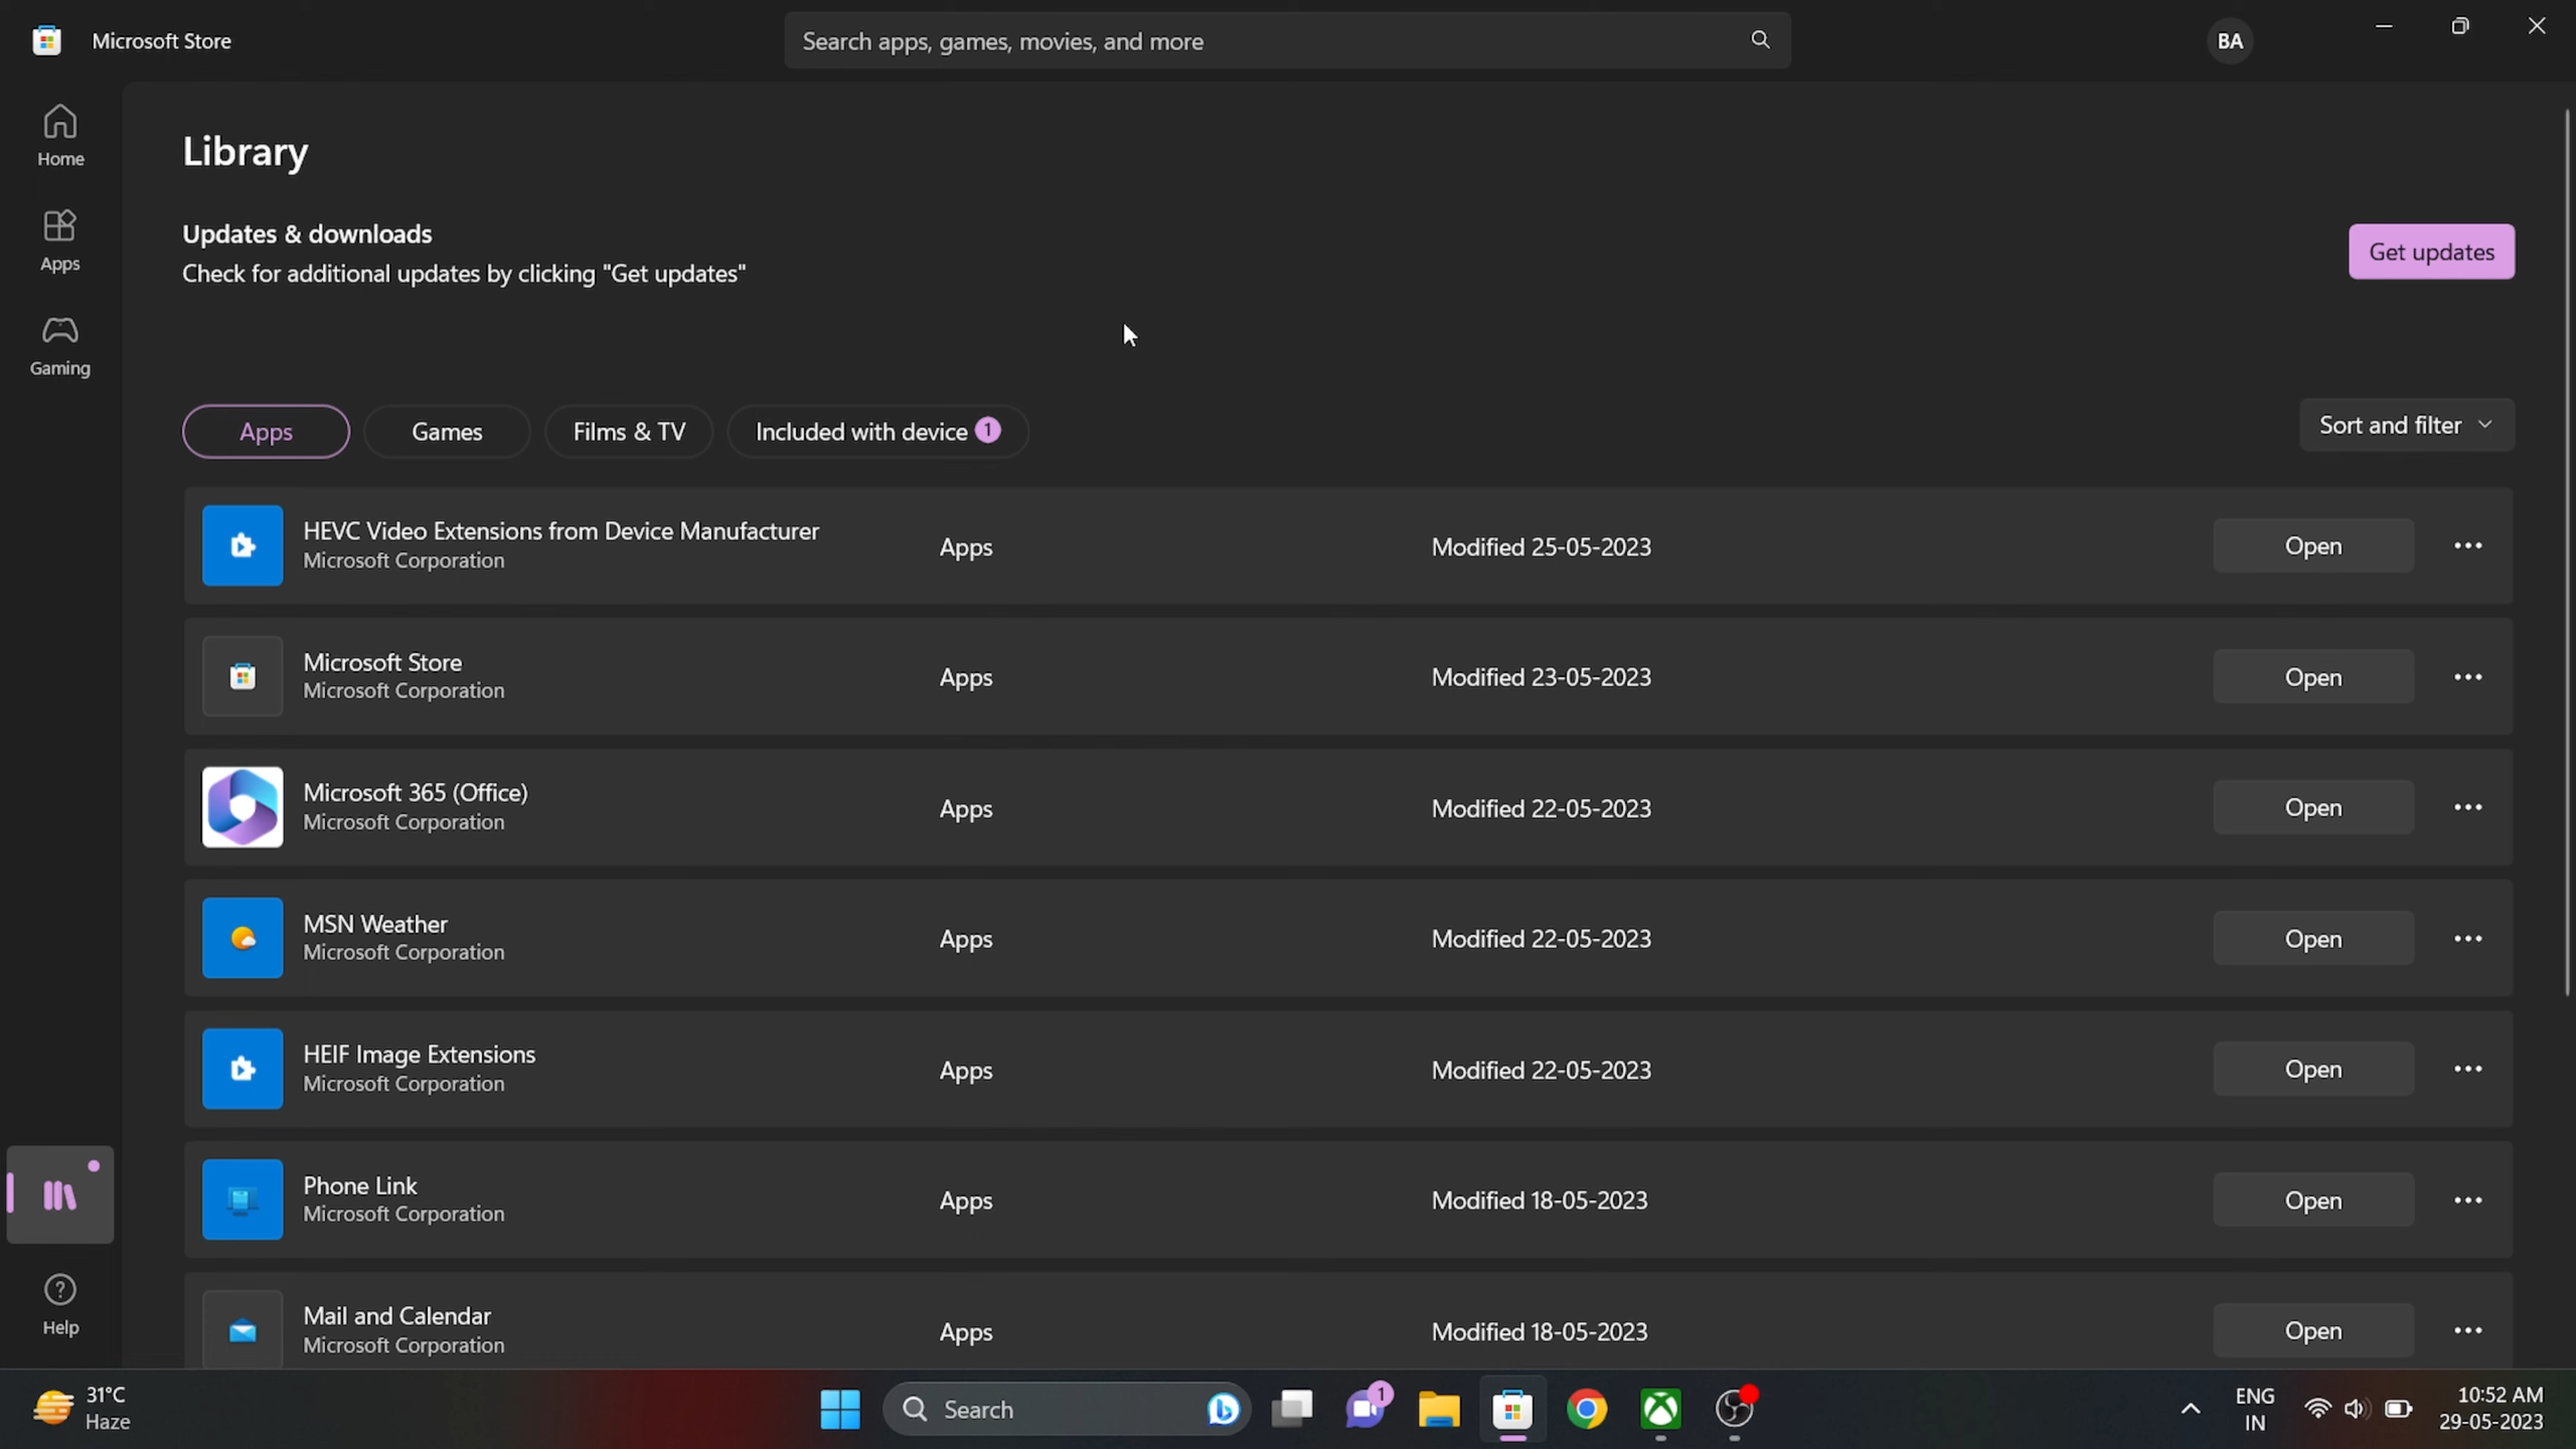 Microsoft Store
Search apps, games, movies, and more
BA
Home
Apps
Gaming
Library
Updates & downloads
Check for additional updates by clicking "Get updates"
Get updates
Apps
Games
Films & TV
Included with device 1
Sort and filter
HEVC Video Extensions from Device Manufacturer
Microsoft Corporation
Apps
Modified 25-05-2023
Open
Microsoft Store
Microsoft Corporation
Apps
Modified 23-05-2023
Open
Microsoft 365 (Office)
Microsoft Corporation
Apps
Modified 22-05-2023
Open
MSN Weather
Microsoft Corporation
Apps
Modified 22-05-2023
Open
HEIF Image Extensions
Microsoft Corporation
Apps
Modified 22-05-2023
Open
Phone Link
Microsoft Corporation
Apps
Modified 18-05-2023
Open
Mail and Calendar
Microsoft Corporation
Apps
Modified 18-05-2023
Open
Help
31°C
Haze
Search
1
ENG
IN
10:52 AM
29-05-2023